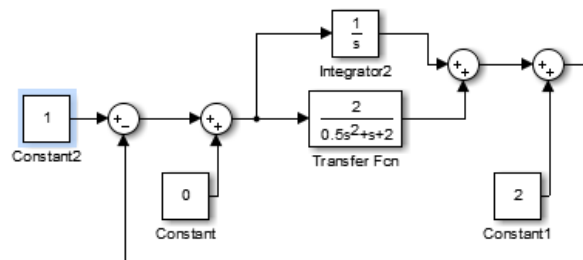 1
s
Integrator2
1
Constant2
+
−
+
+
2
0.5s²+s+2
Transfer Fcn
+
+
+
+
0
Constant
2
Constant1